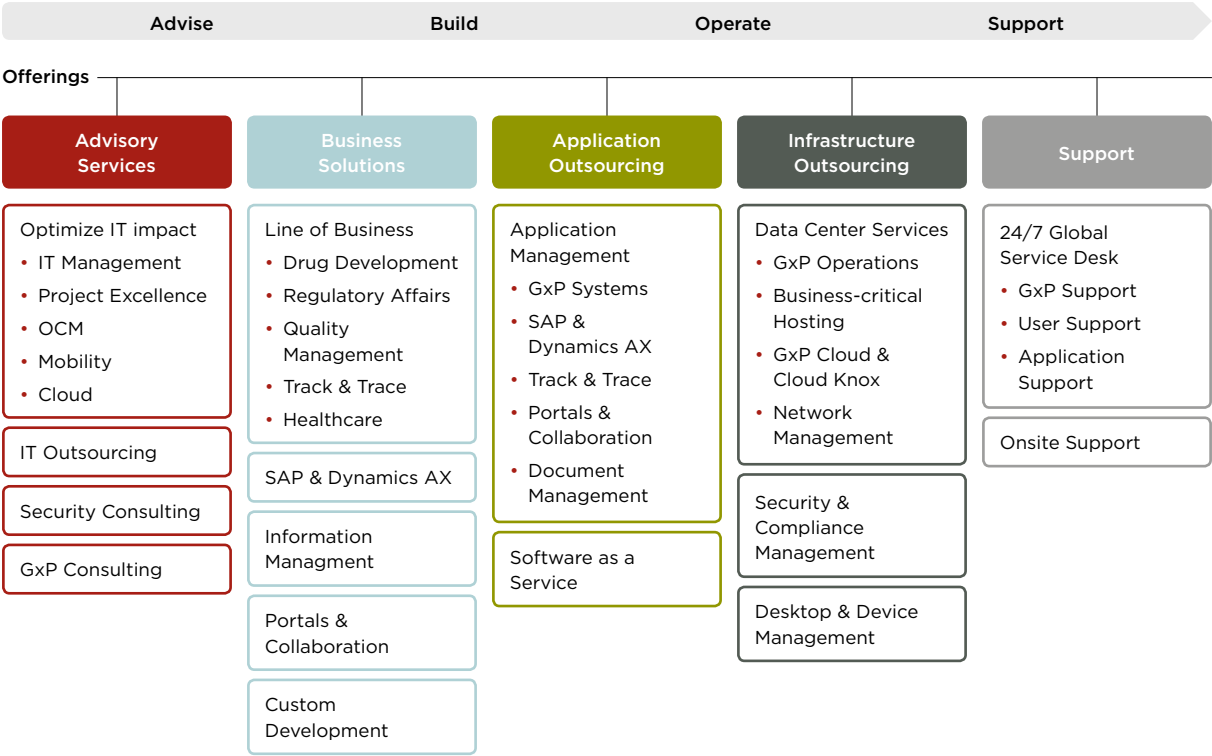 Advise Build Operate Support
Offerings
Advisory
Services
Business
Solutions
Application
Outsourcing
Infrastructure
Outsourcing
Support
Optimize IT impact
• IT Management
• Project Excellence
• OCM
• Mobility
• Cloud
IT Outsourcing
Security Consulting
GxP Consulting
Line of Business
• Drug Development
• Regulatory Affairs
• Quality
Management
• Track & Trace
• Healthcare
SAP & Dynamics AX
Information
Managment
Portals &
Collaboration
Custom
Development
Application
Management
• GxP Systems
• SAP &
Dynamics AX
• Track & Trace
• Portals &
Collaboration
• Document
Management
Software as a
Service
Data Center Services
• GxP Operations
• Business-critical
Hosting
• GxP Cloud &
Cloud Knox
• Network
Management
Security &
Compliance
Management
Desktop & Device
Management
24/7 Global
Service Desk
• GxP Support
• User Support
• Application
Support
Onsite Support